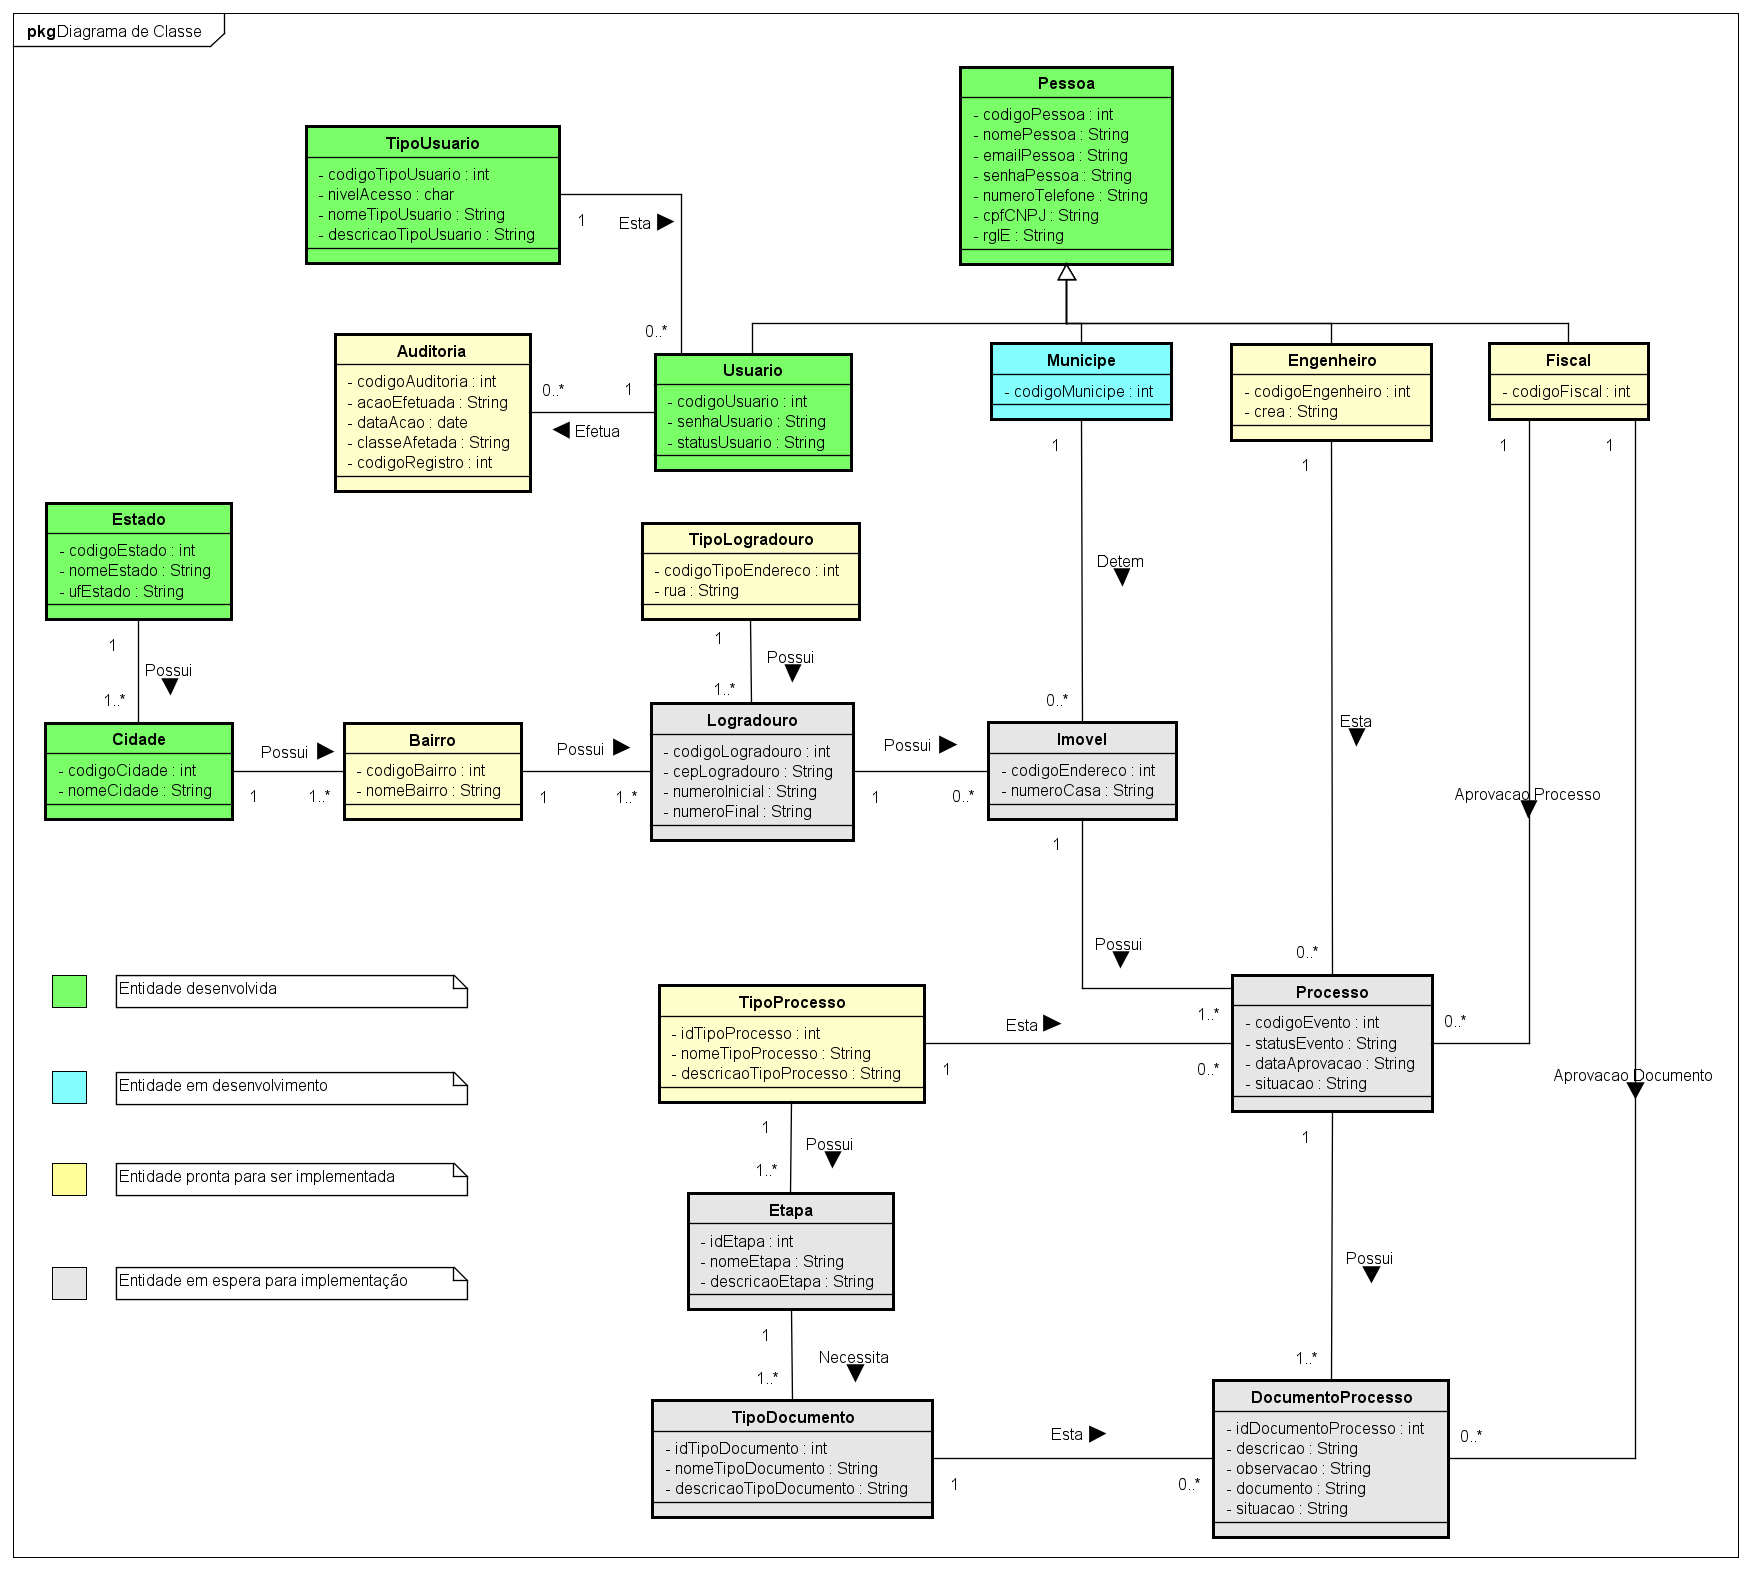 pkg Diagrama de Classe
Pessoa
- codigoPessoa : int
- nomePessoa : String
- emailPessoa : String
- senhaPessoa : String
- numeroTelefone : String
- cpfCNPJ : String
- rgIE : String
TipoUsuario
- codigoTipoUsuario : int
- nivelAcesso : char
- nomeTipoUsuario : String
- descricaoTipoUsuario : String
1
Esta
0..*
Auditoria
- codigoAuditoria : int
- acaoEfetuada : String
- dataAcao : date
- classeAfetada : String
- codigoRegistro : int
0..*
1
Efetua
Usuario
- codigoUsuario : int
- senhaUsuario : String
- statusUsuario : String
Municipe
- codigoMunicipe : int
Engenheiro
- codigoEngenheiro : int
- crea : String
Fiscal
- codigoFiscal : int
1
1
1
1
Estado
- codigoEstado : int
- nomeEstado : String
- ufEstado : String
1
Possui
1..*
TipoLogradouro
- codigoTipoEndereco : int
- rua : String
1
Possui
1..*
Detem
0..*
Esta
Cidade
- codigoCidade : int
- nomeCidade : String
Possui
1
1..*
Bairro
- codigoBairro : int
- nomeBairro : String
Possui
1
1..*
Logradouro
- codigoLogradouro : int
- cepLogradouro : String
- numeroInicial : String
- numeroFinal : String
Possui
1
0..*
Imovel
- codigoEndereco : int
- numeroCasa : String
Aprovacao Processo
1
Possui
1..*
0..*
0..*
Entidade desenvolvida
Entidade em desenvolvimento
Entidade pronta para ser implementada
Entidade em espera para implementação
TipoProcesso
- idTipoProcesso : int
- nomeTipoProcesso : String
- descricaoTipoProcesso : String
Esta
1
0..*
Processo
- codigoEvento : int
- statusEvento : String
- dataAprovacao : String
- situacao : String
Aprovacao Documento
1
Possui
1..*
1
Possui
1..*
Etapa
- idEtapa : int
- nomeEtapa : String
- descricaoEtapa : String
1
Necessita
1..*
TipoDocumento
- idTipoDocumento : int
- nomeTipoDocumento : String
- descricaoTipoDocumento : String
Esta
1
0..*
DocumentoProcesso
- idDocumentoProcesso : int
- descricao : String
- observacao : String
- documento : String
- situacao : String
0..*